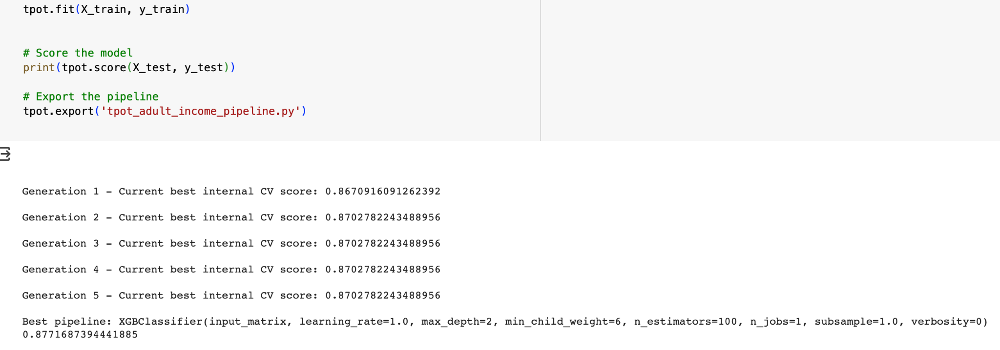 tpot.fit(X_train, y_train)
# Score the model
print(tpot.score(X_test, y_test))
# Export the pipeline
tpot.export('tpot_adult_income_pipeline.py')
Generation 1 - Current best internal CV score: 0.8670916091262392
Generation 2 - Current best internal CV score: 0.8702782243488956
Generation 3 - Current best internal CV score: 0.8702782243488956
Generation 4 - Current best internal CV score: 0.8702782243488956
Generation 5 - Current best internal CV score: 0.8702782243488956
Best pipeline: XGBClassifier(input_matrix, learning_rate=1.0, max_depth=2, min_child_weight=6, n_estimators=100, n_jobs=1, subsample=1.0, verbosity=0)
0.8771687394441885